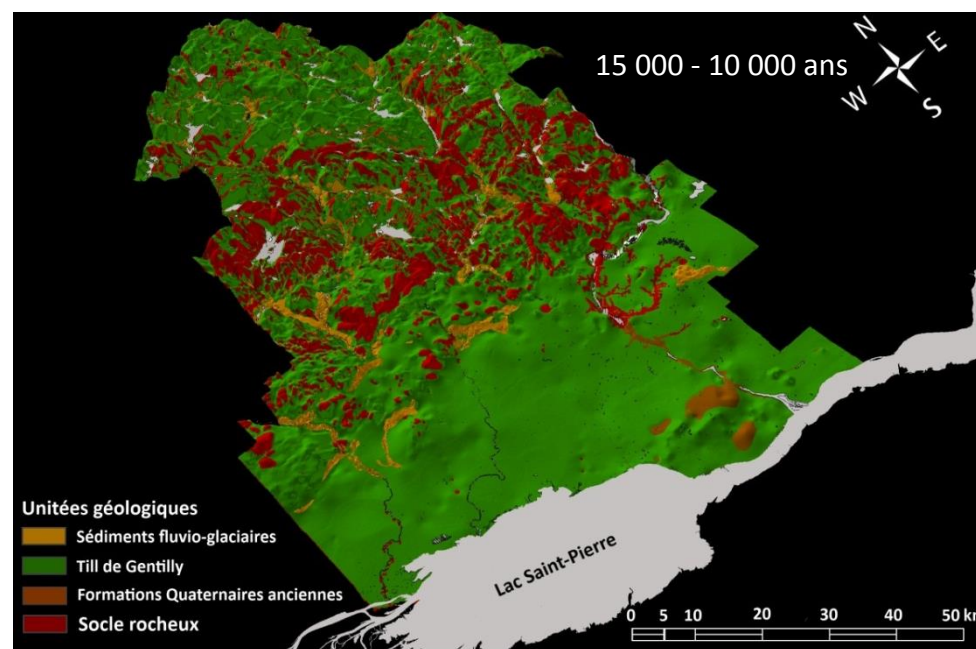 15 000 - 10 000 ans
N
E
W
S
Unitées géologiques
Sédiments fluvio-glaciaires
Till de Gentilly
Formations Quaternaires anciennes
Socle rocheux
Lac Saint-Pierre
0 5 10 20 30 40 50 km